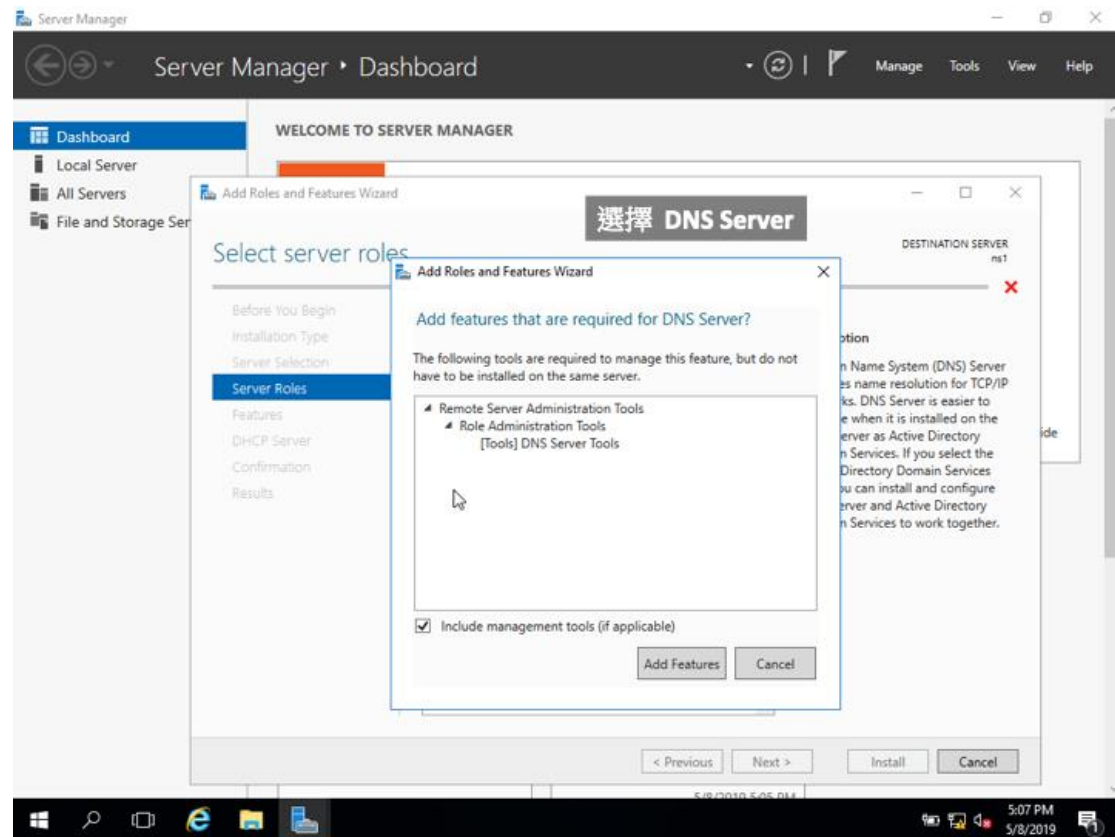 Server Manager
Server Manager • Dashboard
Manage Tools View Help
Dashboard
Local Server
All Servers
File and Storage Ser
WELCOME TO SERVER MANAGER
Add Roles and Features Wizard
選擇 DNS Server
Select server roles
DESTINATION SERVER
ns1
Before You Begin
Installation Type
Server Selection
Server Roles
Features
DHCP Server
Confirmation
Results
Add Roles and Features Wizard
Add features that are required for DNS Server?
The following tools are required to manage this feature, but do not
have to be installed on the same server.
Remote Server Administration Tools
Role Administration Tools
[Tools] DNS Server Tools
Include management tools (if applicable)
Add Features Cancel
ption
n Name System (DNS) Server
es name resolution for TCP/IP
ks. DNS Server is easier to
e when it is installed on the
erver as Active Directory
n Services. If you select the
Directory Domain Services
ou can install and configure
erver and Active Directory
n Services to work together.
ide
< Previous Next > Install Cancel
5/8/2019 5:05 PM
5:07 PM
5/8/2019